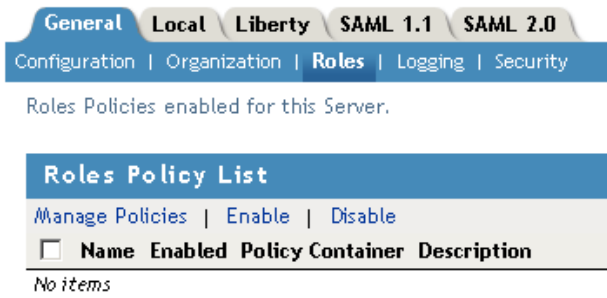 General Local Liberty SAML 1.1 SAML 2.0
Configuration | Organization | Roles | Logging | Security
Roles Policies enabled for this Server.
Roles Policy List
Manage Policies | Enable | Disable
Name Enabled Policy Container Description
No items